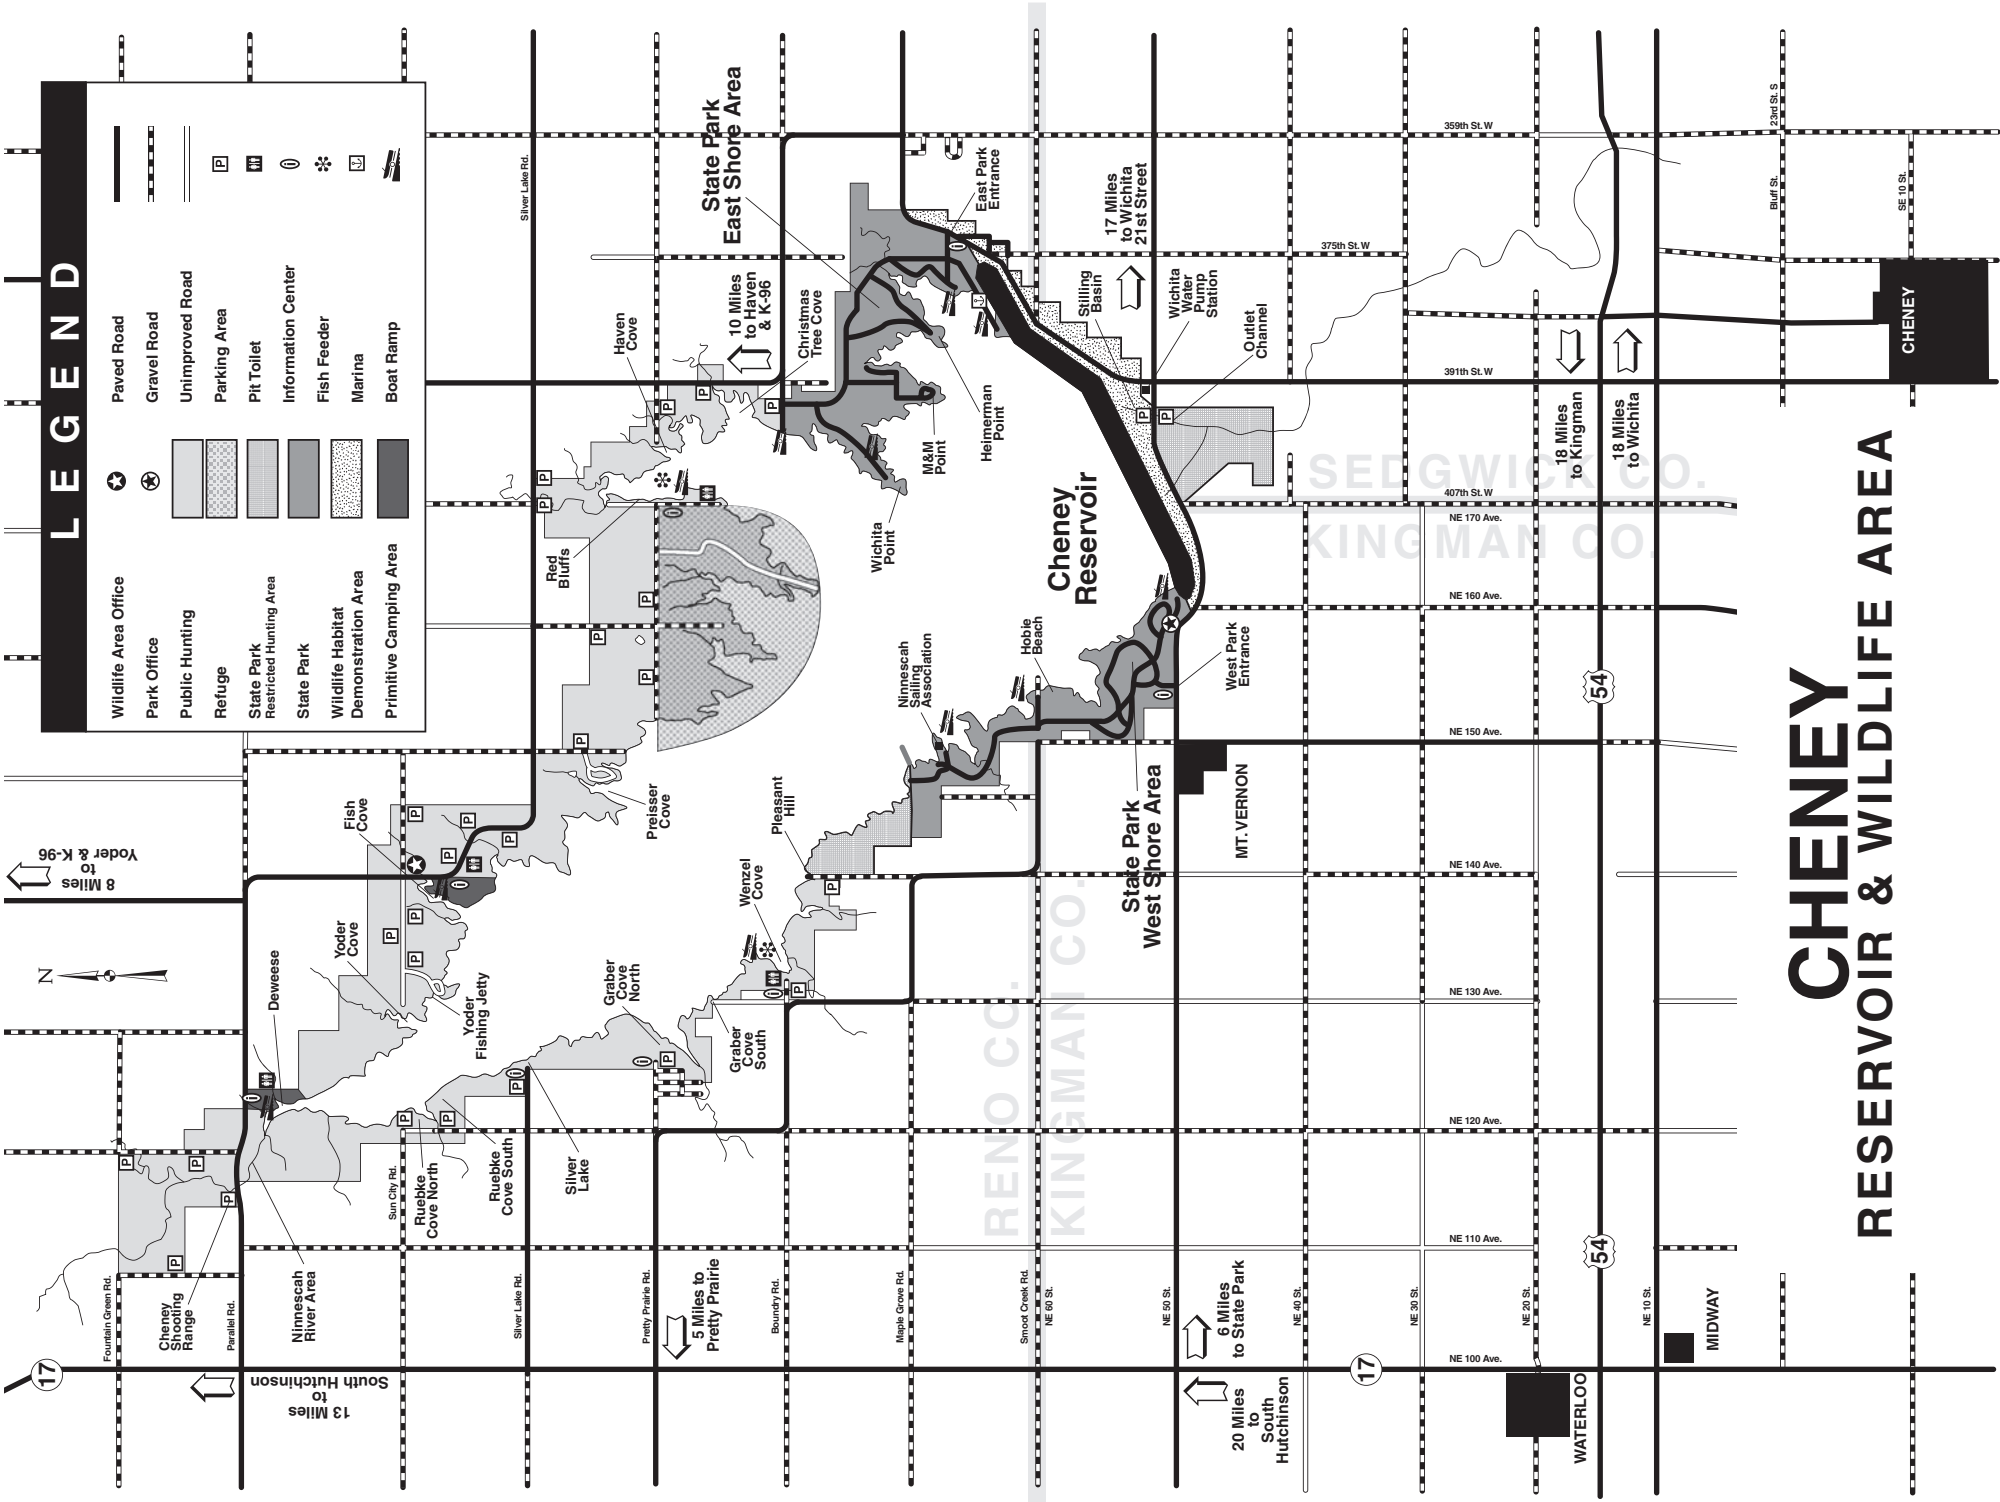 LEGEND
Wildlife Area Office
Park Office
Public Hunting
Refuge
State Park
Restricted Hunting Area
State Park
Wildlife Habitat
Demonstration Area
Primitive Camping Area
Paved Road
Gravel Road
Unimproved Road
Parking Area
Pit Toilet
Information Center
Fish Feeder
Marina
Boat Ramp
P
i
N
17
13 Miles
to
South Hutchinson
8 Miles
to
Yoder & K-96
Fountain Green Rd.
Cheney
Shooting
Range
Parallel Rd.
Ninnescah
River Area
Deweese
Yoder
Cove
Fish
Cove
Yoder
Fishing Jetty
Sun City Rd.
Ruebke
Cove North
Ruebke
Cove South
Silver Lake Rd.
Silver
Lake
Silver Lake Rd.
Graber
Cove
North
Graber
Cove
South
Preisser
Cove
Red
Bluffs
Haven
Cove
Pretty Prairie Rd.
5 Miles to
Pretty Prairie
Boundry Rd.
Wenzel
Cove
Pleasant
Hill
10 Miles
to Haven
& K-96
Christmas
Tree Cove
State Park
East Shore Area
Wichita
Point
M&M
Point
Heimerman
Point
East Park
Entrance
Maple Grove Rd.
Smoot Creek Rd.
NE 60 St.
Ninnescah
Sailing
Association
Hobie
Beach
Cheney
Reservoir
RENO CO.
KINGMAN CO.
State Park
West Shore Area
West Park
Entrance
MT. VERNON
Stilling
Basin
17 Miles
to Wichita
21st Street
Wichita
Water
Pump
Station
Outlet
Channel
NE 50 St.
6 Miles
to State Park
20 Miles
to
South
Hutchinson
NE 40 St.
NE 30 St.
NE 20 St.
NE 10 St.
17
SEDGWICK CO.
KINGMAN CO.
359th St. W
375th St. W
391th St. W
407th St. W
NE 170 Ave.
NE 160 Ave.
NE 150 Ave.
NE 140 Ave.
NE 130 Ave.
NE 120 Ave.
NE 110 Ave.
NE 100 Ave.
18 Miles
to Kingman
18 Miles
to Wichita
54
54
WATERLOO
MIDWAY
23rd St. S
Bluff St.
SE 10 St.
CHENEY
CHENEY
RESERVOIR & WILDLIFE AREA